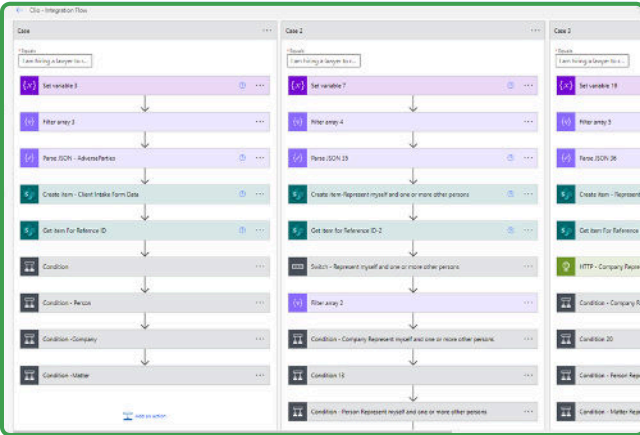 Clio - Integration Flow
Case
Case 2
Case 3
*Equals
*Equals
*Equals
I am hiring a lawyer to r...
I am hiring a lawyer to r...
I am hiring a lawyer to r...
Set variable 3
Set variable 7
Set variable 18
Filter array 3
Filter array 4
Filter array 5
Parse JSON - AdverseParties
Parse JSON 35
Parse JSON 36
Create item - Client Intake Form Data
Create item-Represent myself and one or more other persons
Create item - Represent
Get item For Refernce ID
Get item for Reference ID-2
Get item For Reference
Condition
Switch - Represent myself and one or more other persons
HTTP - Company Repre
Condition - Person
Filter array 2
Condition - Company R
Condition -Company
Condition - Company Represent myself and one or more other persons
Condition 20
Condition -Matter
Condition 15
Condition - Person Repr
Add an action
Condition - Person Represent myself and one or more other persons
Condition - Matter Rep